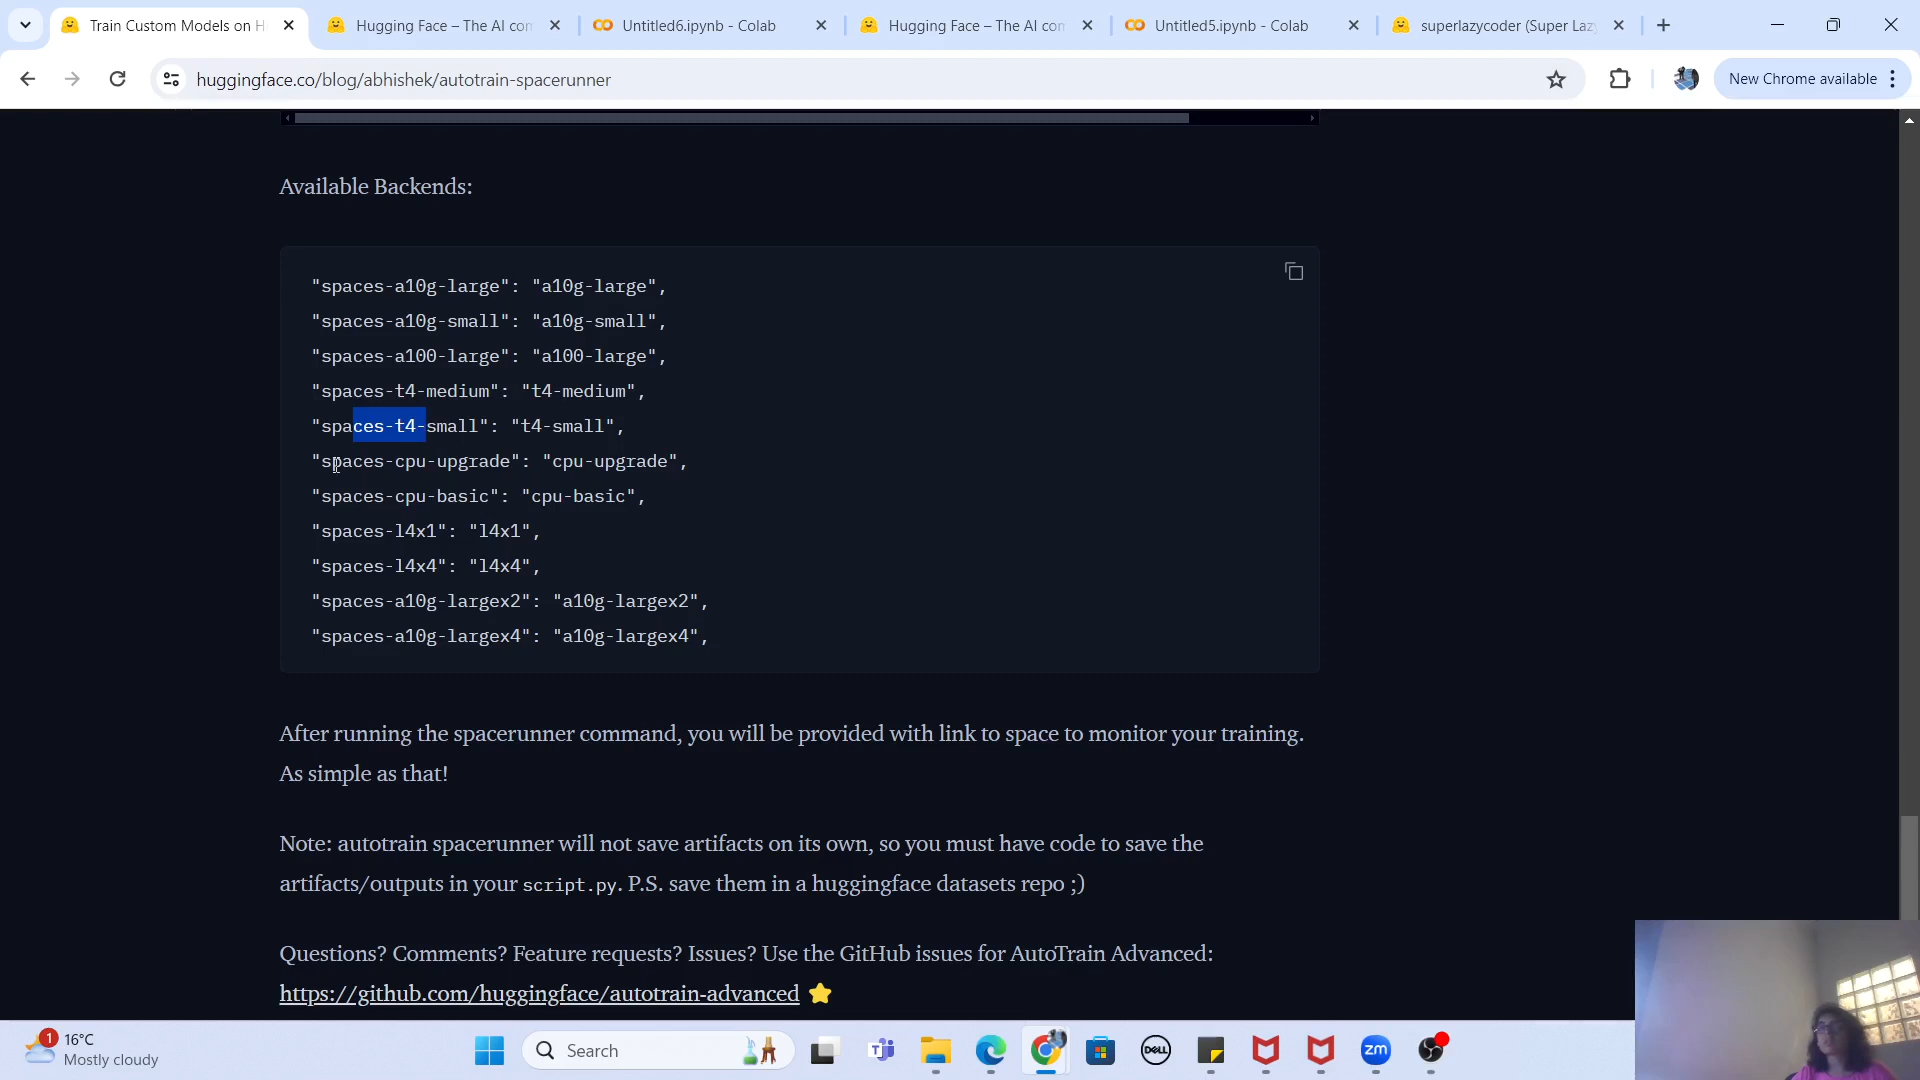 Train Custom Models on H
Hugging Face – The AI con
Untitled6.ipynb - Colab
Hugging Face – The AI con
Untitled5.ipynb - Colab
superlazycoder (Super Laz
huggingface.co/blog/abhishek/autotrain-spacerunner
New Chrome available
Available Backends:
"spaces-a10g-large": "a10g-large",
"spaces-a10g-small": "a10g-small",
"spaces-a100-large": "a100-large",
"spaces-t4-medium": "t4-medium",
"spaces-t4-small": "t4-small",
"spaces-cpu-upgrade": "cpu-upgrade",
"spaces-cpu-basic": "cpu-basic",
"spaces-l4x1": "l4x1",
"spaces-l4x4": "l4x4",
"spaces-a10g-largex2": "a10g-largex2",
"spaces-a10g-largex4": "a10g-largex4",
After running the spacerunner command, you will be provided with link to space to monitor your training.
As simple as that!
Note: autotrain spacerunner will not save artifacts on its own, so you must have code to save the
artifacts/outputs in your script.py. P.S. save them in a huggingface datasets repo ;)
Questions? Comments? Feature requests? Issues? Use the GitHub issues for AutoTrain Advanced:
https://github.com/huggingface/autotrain-advanced
1
16°C
Mostly cloudy
Search
DELL
zm